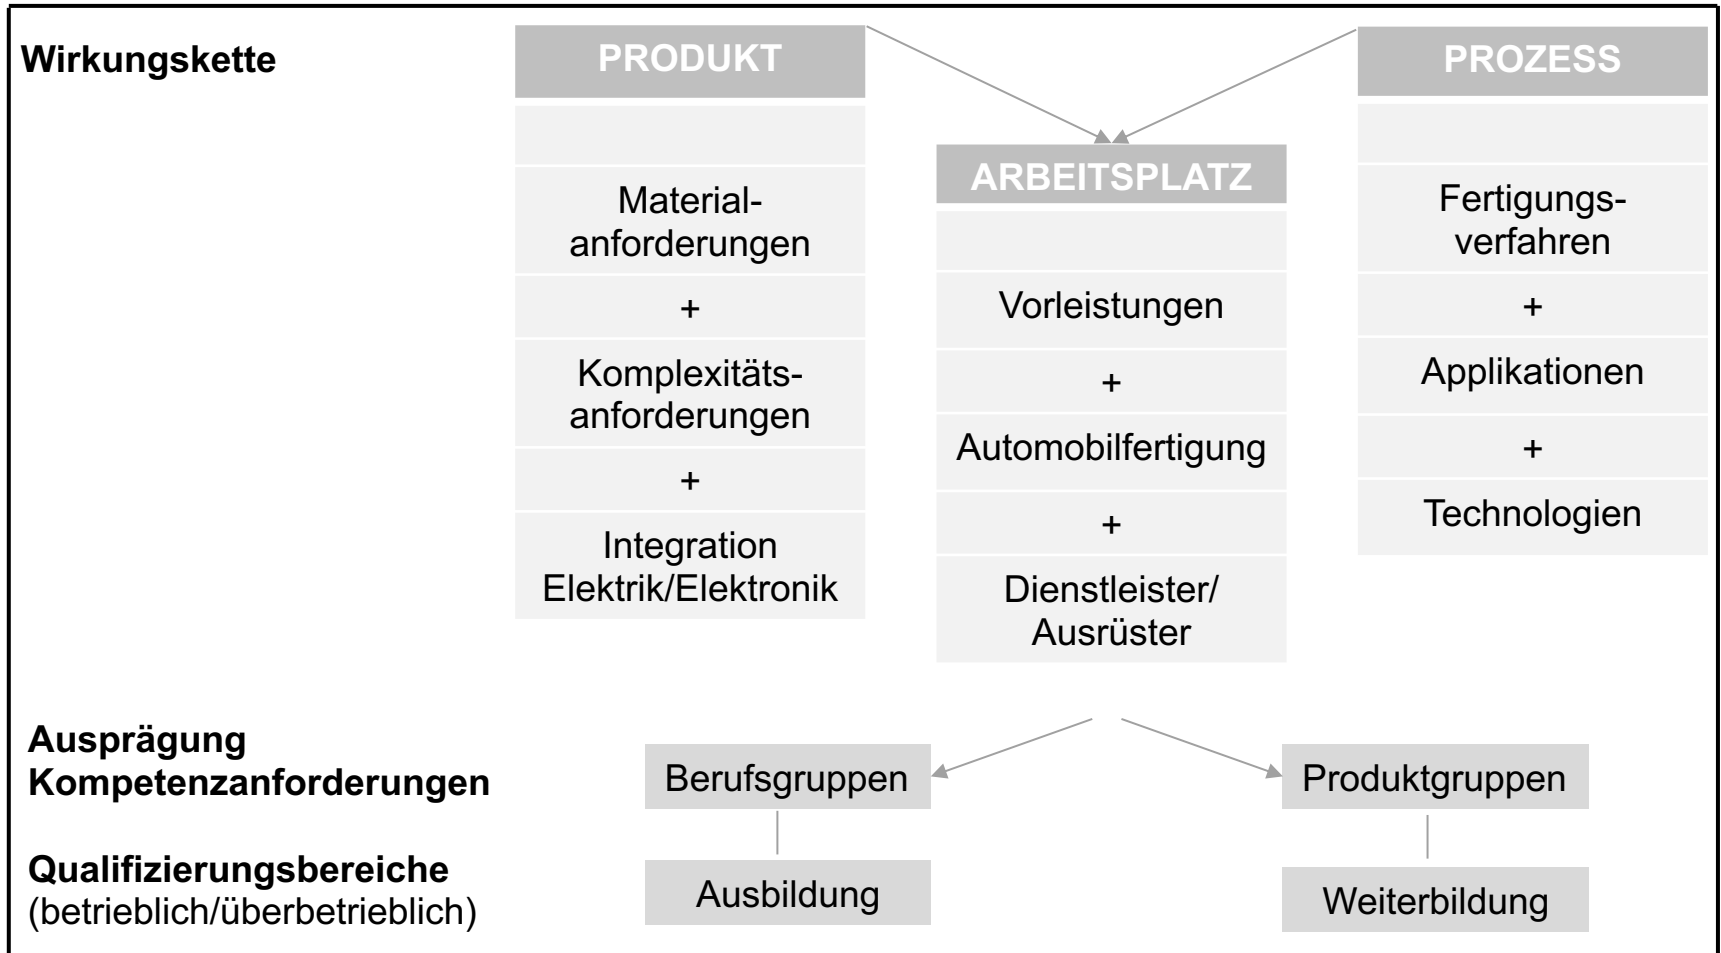 Wirkungskette
PRODUKT
Material-
anforderungen
+
Komplexitäts-
anforderungen
+
Integration
Elektrik/Elektronik
ARBEITSPLATZ
Vorleistungen
+
Automobilfertigung
+
Dienstleister/
Ausrüster
PROZESS
Fertigungs-
verfahren
+
Applikationen
+
Technologien
Ausprägung
Kompetenzanforderungen
Berufsgruppen
Produktgruppen
Qualifizierungsbereiche
(betrieblich/überbetrieblich)
Ausbildung
Weiterbildung